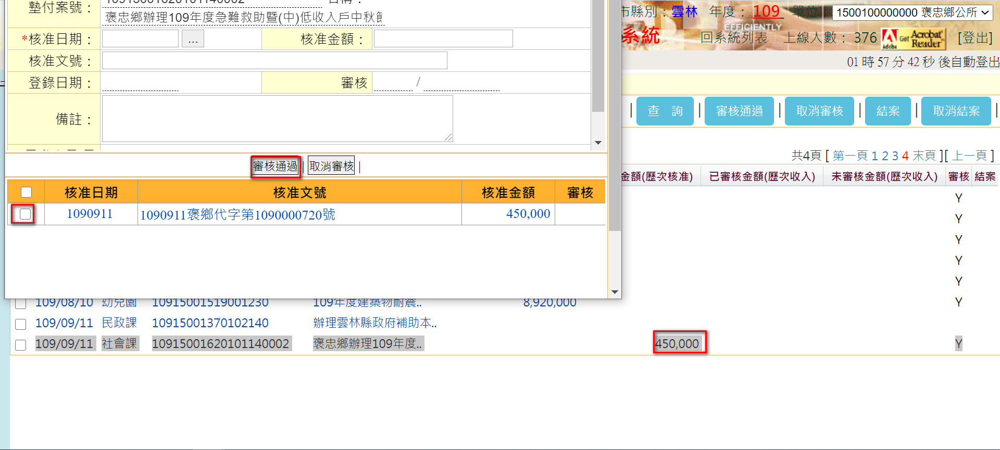 墊付案號： 10915001620101140002 名稱：
褒忠鄉辦理109年度急難救助暨(中)低收入戶中秋節
*核准日期： ... 核准金額：
核准文號：
登錄日期： 審核 /
備註：
審核通過 | 取消審核 |
核准日期 核准文號 核准金額 審核
1090911 1090911褒鄉代字第1090000720號 450,000
市縣別：雲林 年度：109 單位： 1500100000000 褒忠鄉公所
EFFICIENTLY
系統 回系統列表 上線人數：376 Adobe Get Acrobat Reader [登出]
01 時 57 分 42 秒 後自動登出
| 查 詢 | 審核通過 | 取消審核 | 結案 | 取消結案 |
共4頁 [ 第一頁 1 2 3 4 末頁 ][ 上一頁 ]
金額(歷次核准) 已審核金額(歷次收入) 未審核金額(歷次收入) 審核 結案
Y
Y
Y
Y
Y
109/08/10 幼兒園 10915001519001230 109年度建築物耐震.. 8,920,000 Y
109/09/11 民政課 10915001370102140 辦理雲林縣政府補助本..
109/09/11 社會課 10915001620101140002 褒忠鄉辦理109年度.. 450,000 Y